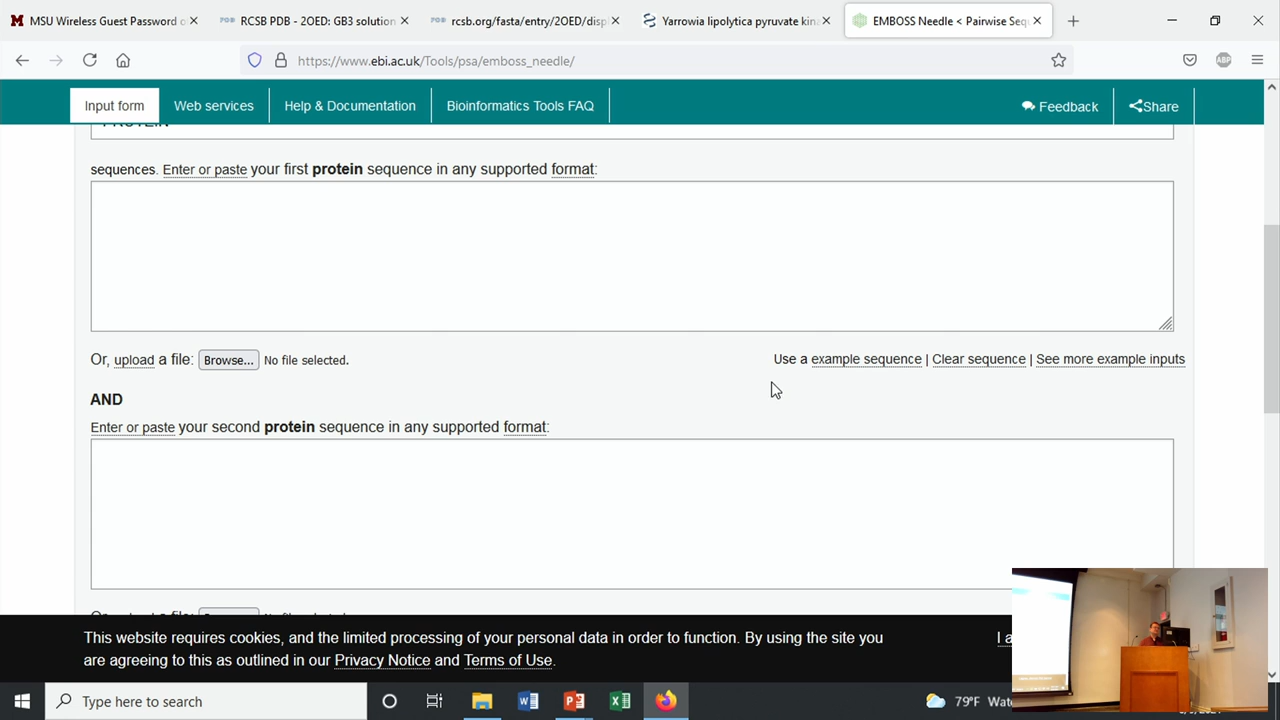 MSU Wireless Guest Password o
RCSB PDB - 2OED: GB3 solution
rcsb.org/fasta/entry/2OED/disp
Yarrowia lipolytica pyruvate kin
EMBOSS Needle < Pairwise Seq
https://www.ebi.ac.uk/Tools/psa/emboss_needle/
ABP
Input form
Web services
Help & Documentation
Bioinformatics Tools FAQ
Feedback
Share
PROTEIN
sequences. Enter or paste your first protein sequence in any supported format:
Or, upload a file: Browse... No file selected.
Use a example sequence | Clear sequence | See more example inputs
AND
Enter or paste your second protein sequence in any supported format:
This website requires cookies, and the limited processing of your personal data in order to function. By using the site you
are agreeing to this as outlined in our Privacy Notice and Terms of Use.
I a
Type here to search
79°F